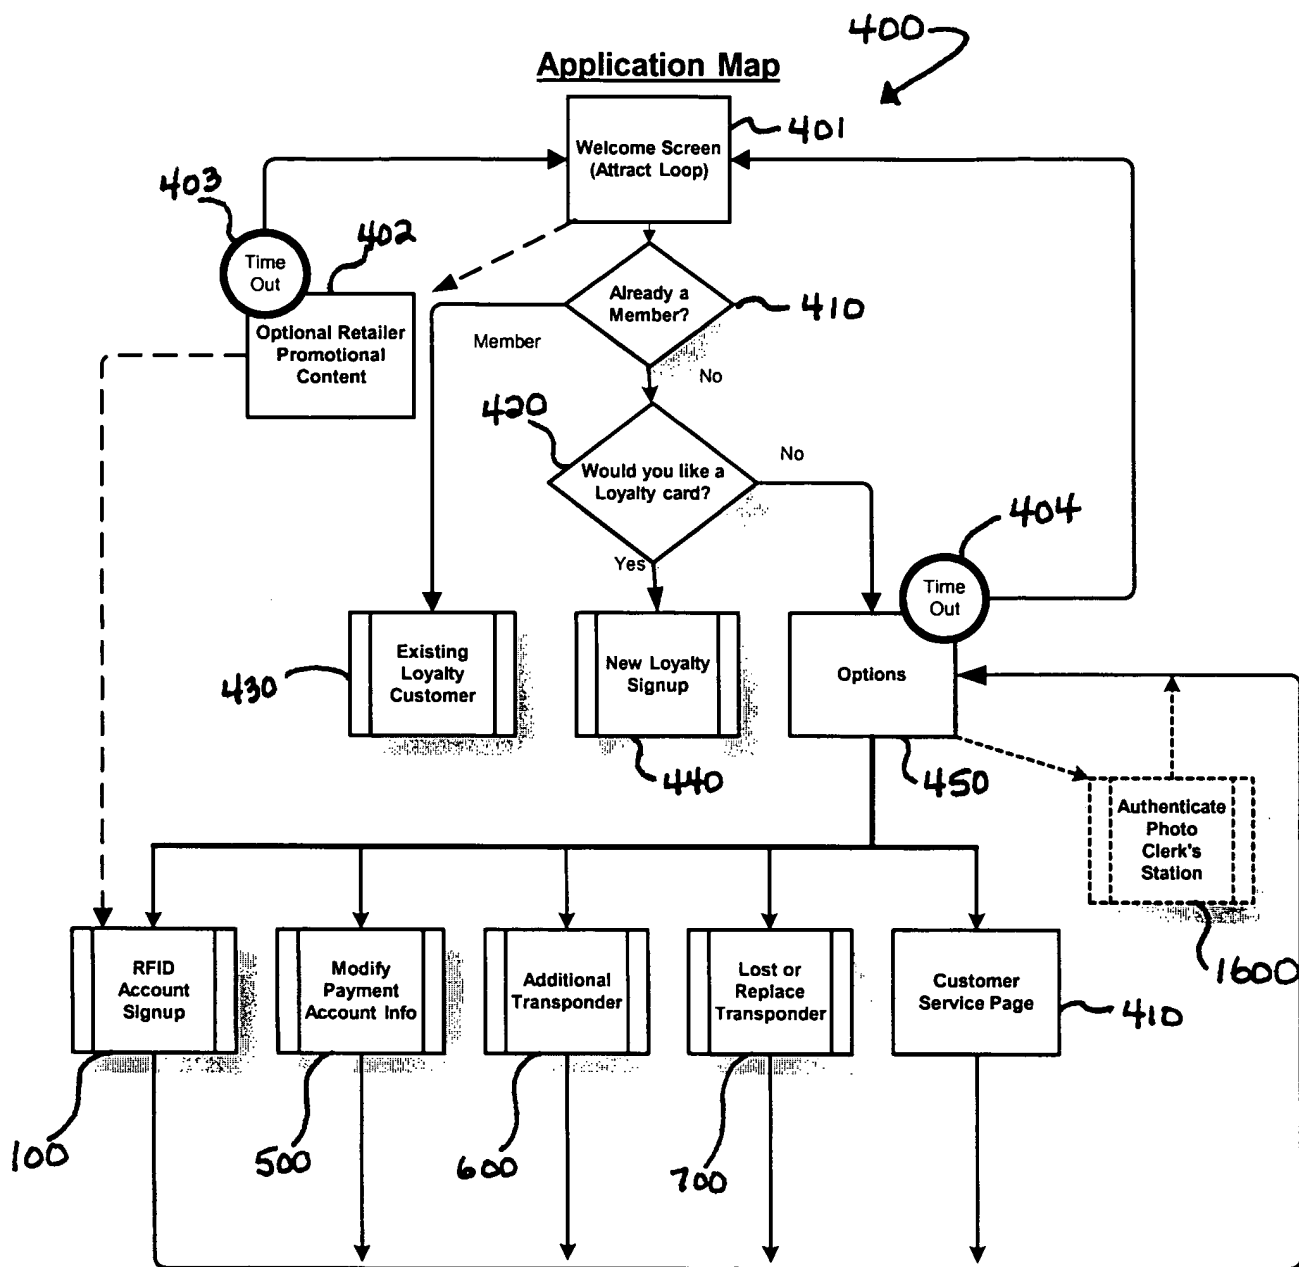 400
Application Map
401
Welcome Screen
(Attract Loop)
403
402
Time
Out
Already a
Member?
410
Optional Retailer
Promotional
Content
Member
No
420
Would you like a
Loyalty card?
No
404
Yes
Time
Out
Existing
Loyalty
Customer
430
New Loyalty
Signup
440
Options
450
Authenticate
Photo
Clerk's
Station
1600
RFID
Account
Signup
Modify
Payment
Account Info
Additional
Transponder
Lost or
Replace
Transponder
Customer
Service Page
410
100
500
600
700